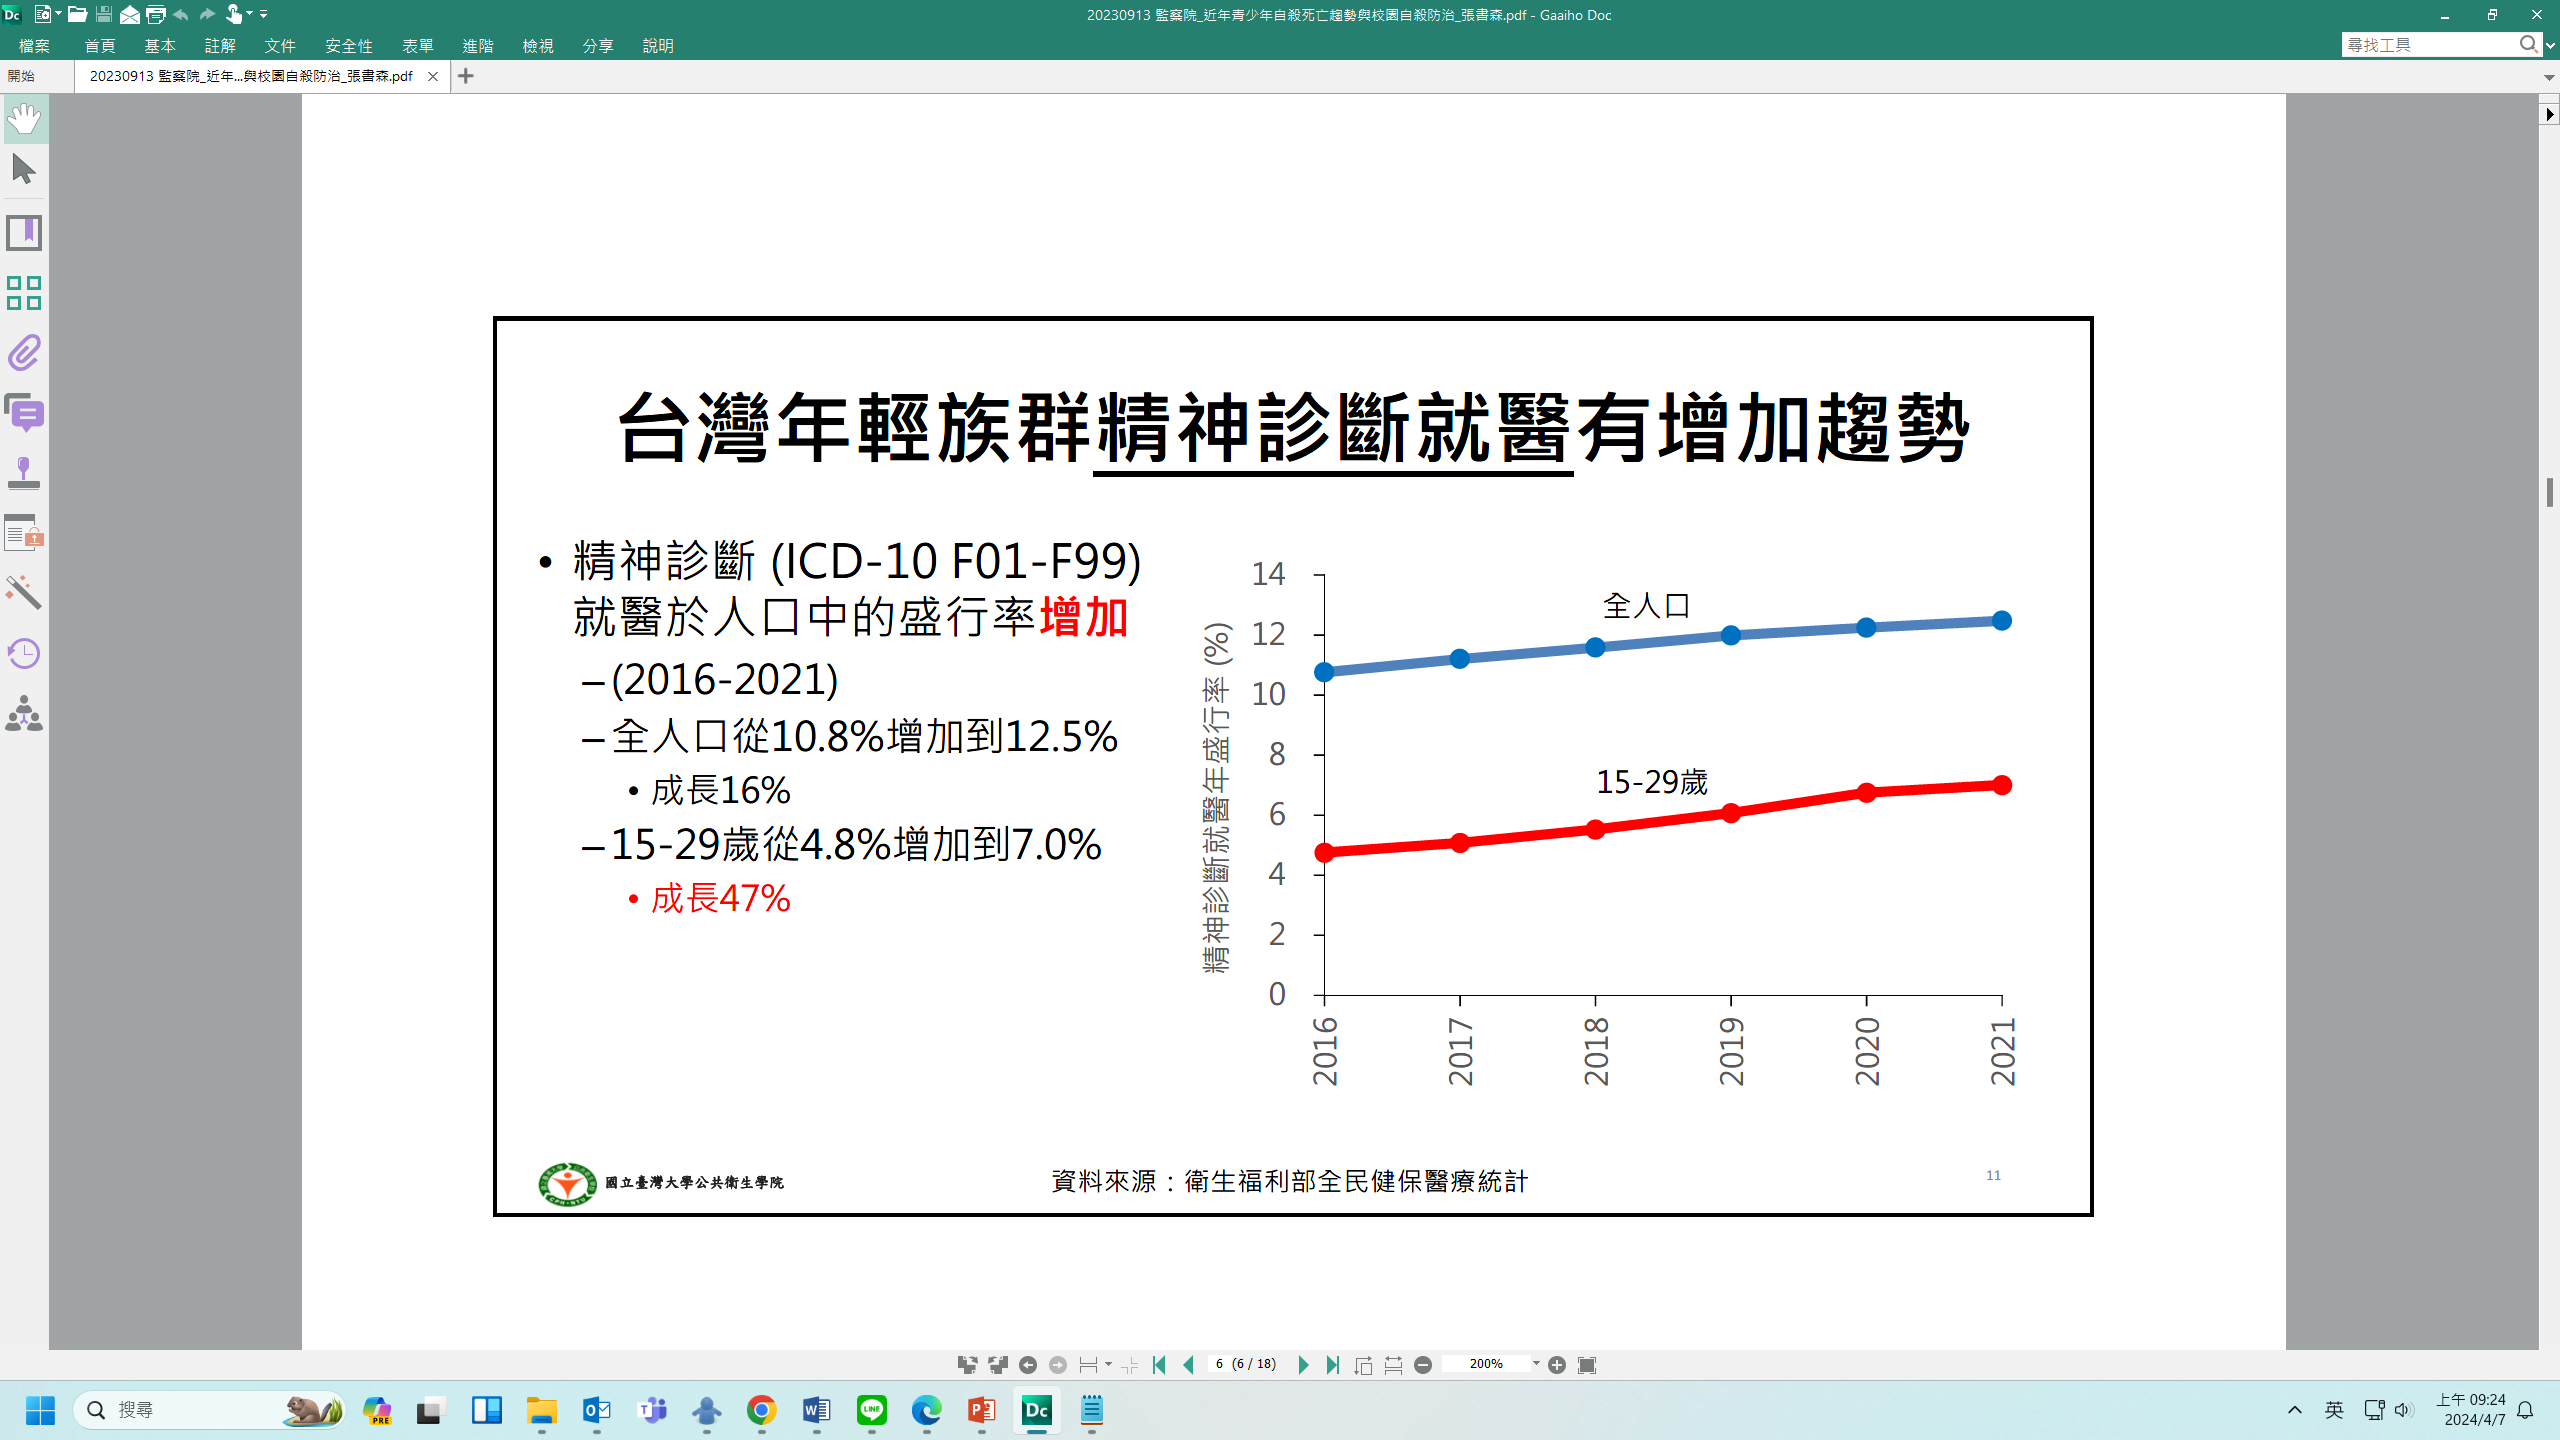 20230913 監察院_近年青少年自殺死亡趨勢與校園自殺防治_張書森.pdf - Gaaiho Doc
檔案 首頁 基本 註解 文件 安全性 表單 進階 檢視 分享 說明
尋找工具
開始
20230913 監察院_近年...與校園自殺防治_張書森.pdf
台灣年輕族群精神診斷就醫有增加趨勢
• 精神診斷 (ICD-10 F01-F99)
就醫於人口中的盛行率增加
–(2016-2021)
–全人口從10.8%增加到12.5%
• 成長16%
–15-29歲從4.8%增加到7.0%
• 成長47%
精神診斷就醫年盛行率 (%)
14
12
10
8
6
4
2
0
全人口
15-29歲
2016 2017 2018 2019 2020 2021
國立臺灣大學公共衛生學院
資料來源：衛生福利部全民健保醫療統計
11
6 (6 / 18)
200%
搜尋
PRE
Dc
英
上午 09:24
2024/4/7